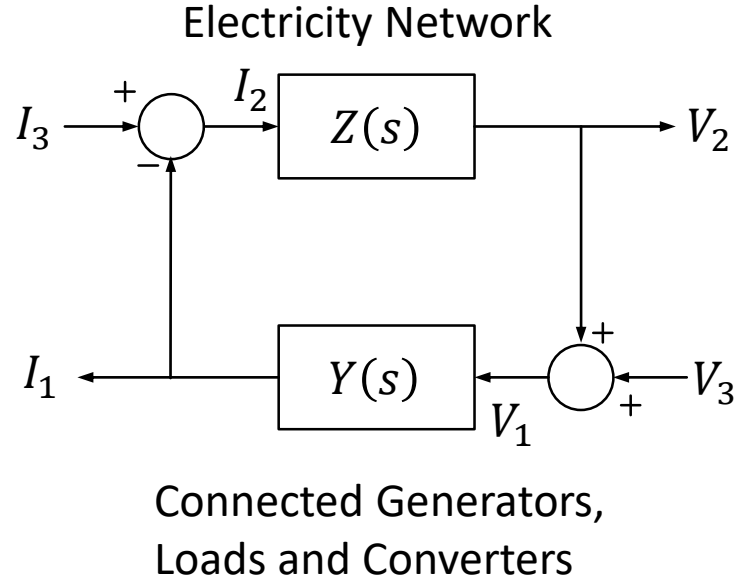 Electricity Network
+
I₂
I₃
Z(s)
V₂
−
+
I₁
Y(s)
V₁
V₃
+
Connected Generators,
Loads and Converters